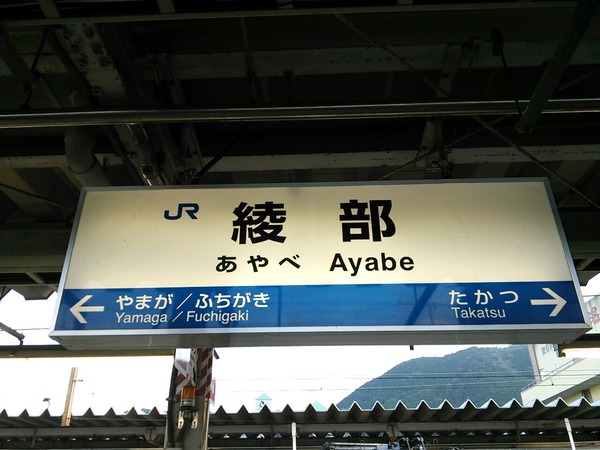 JR 綾部
あやべ Ayabe
← やまが／ふちがき たかつ →
Yamaga／Fuchigaki Takatsu